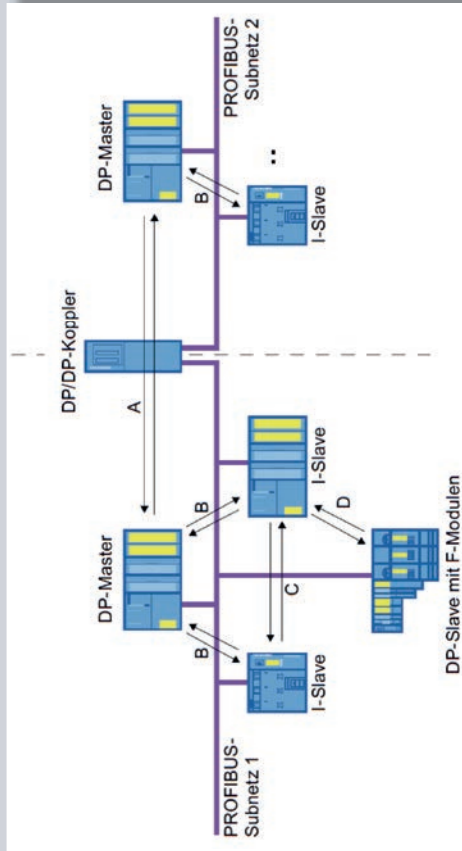 PROFIBUS-
Subnetz 1
DP-Master
B
B
I-Slave
C
I-Slave
D
DP-Slave mit F-Modulen
A
DP/DP-Koppler
DP-Master
B
I-Slave
PROFIBUS-
Subnetz 2